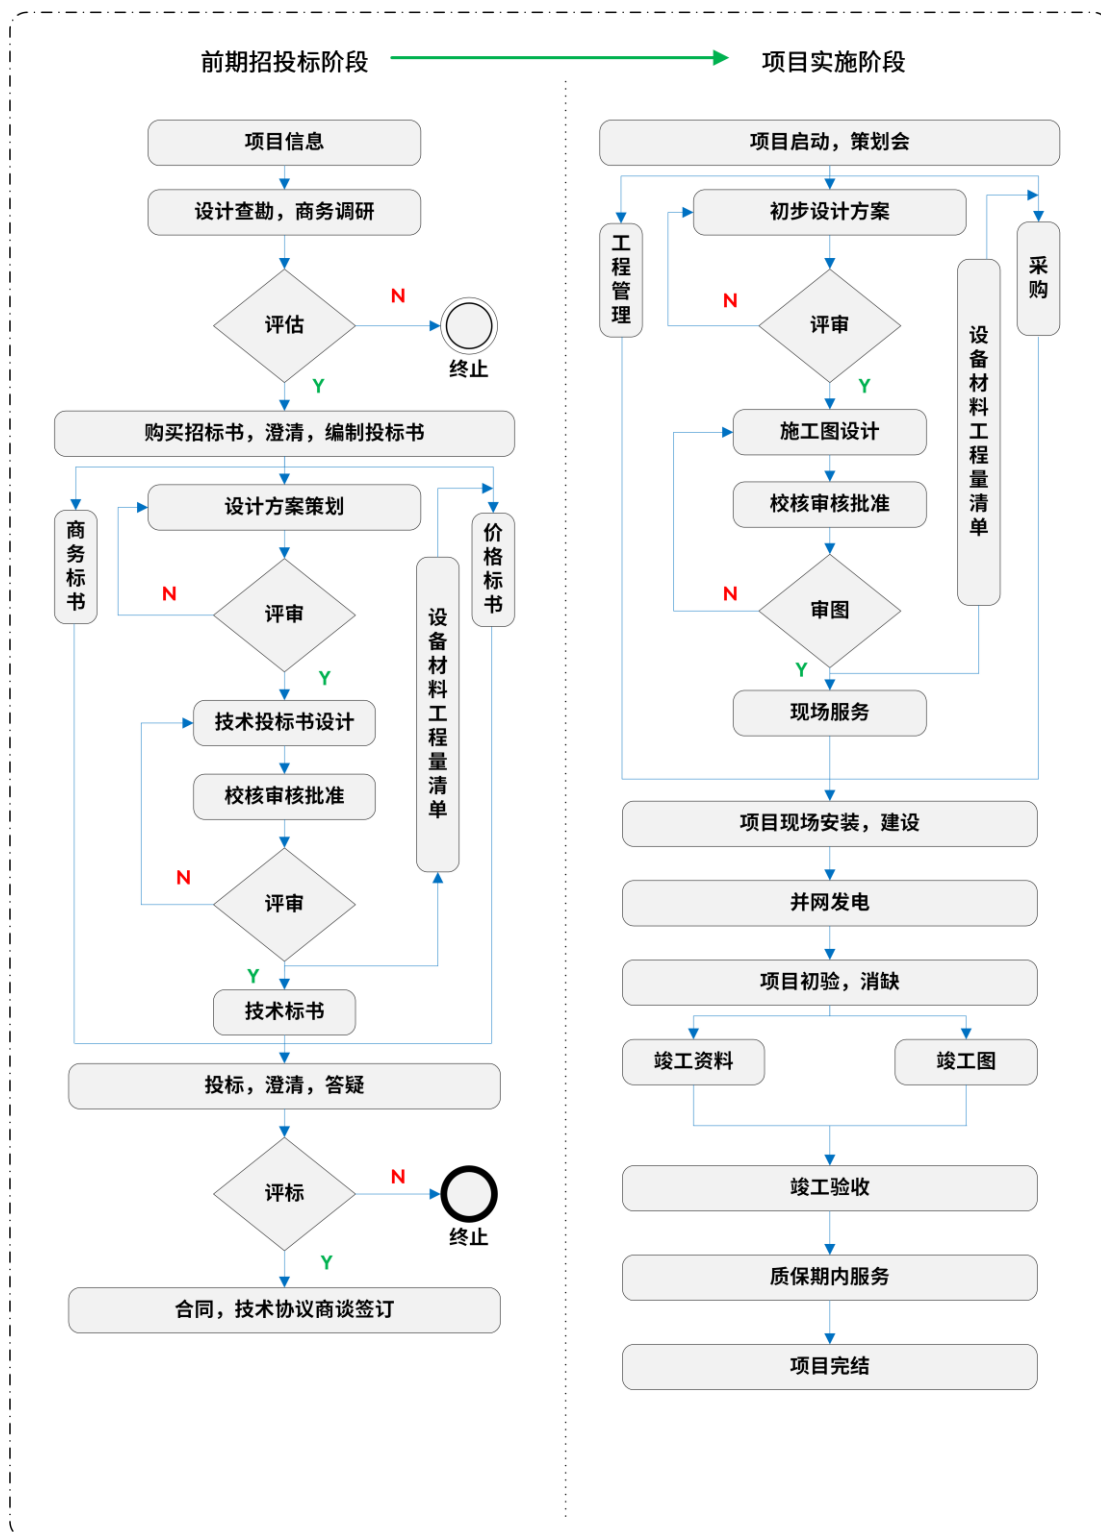 前期招投标阶段
项目信息
设计查勘，商务调研
评估
N
终止
Y
购买招标书，澄清，编制投标书
商务标书
设计方案策划
价格标书
N
评审
设备材料工程量清单
Y
技术投标书设计
校核审核批准
N
评审
Y
技术标书
投标，澄清，答疑
评标
N
终止
Y
合同，技术协议商谈签订
项目实施阶段
项目启动，策划会
工程管理
初步设计方案
采购
N
评审
设备材料工程量清单
Y
施工图设计
校核审核批准
N
审图
Y
现场服务
项目现场安装，建设
并网发电
项目初验，消缺
竣工资料
竣工图
竣工验收
质保期内服务
项目完结